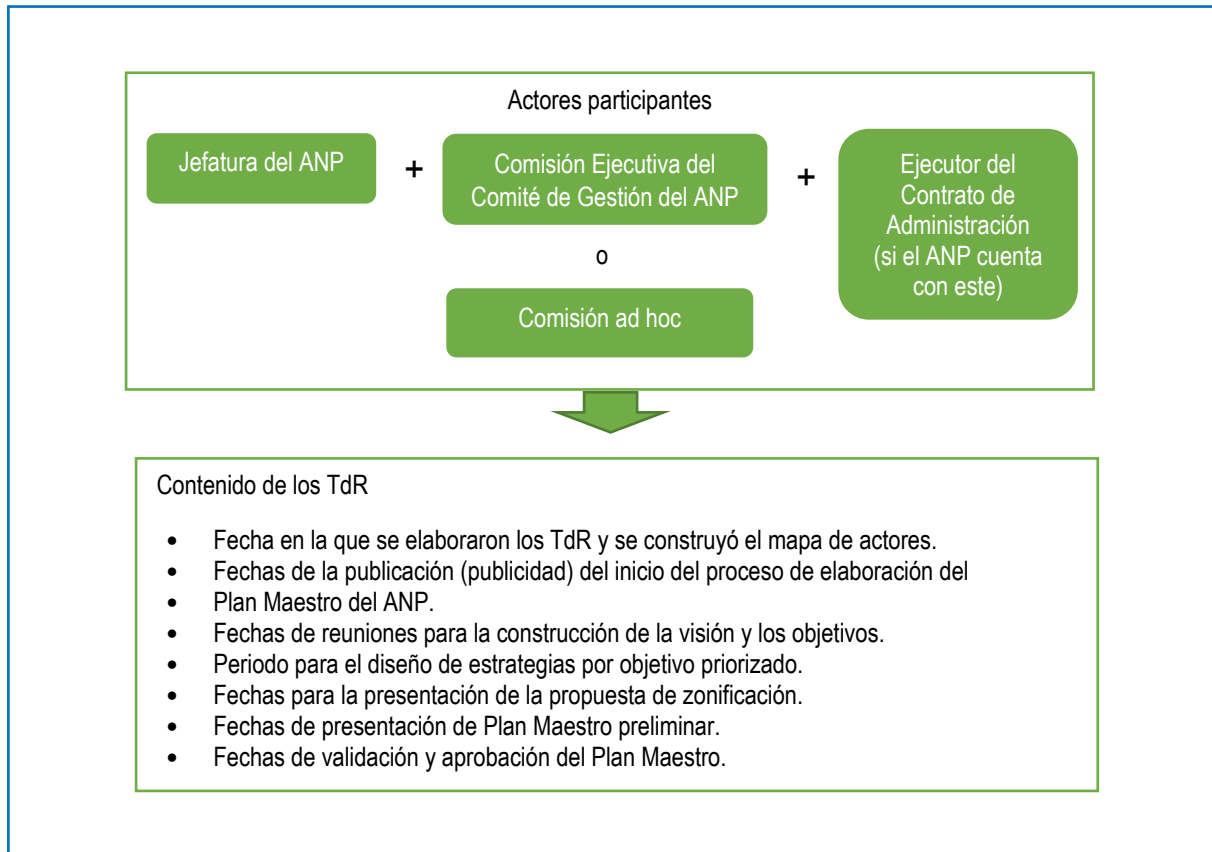 Actores participantes
Jefatura del ANP
+
Comisión Ejecutiva del
Comité de Gestión del ANP
o
Comisión ad hoc
+
Ejecutor del
Contrato de
Administración
(si el ANP cuenta
con este)
Contenido de los TdR
• Fecha en la que se elaboraron los TdR y se construyó el mapa de actores.
• Fechas de la publicación (publicidad) del inicio del proceso de elaboración del
• Plan Maestro del ANP.
• Fechas de reuniones para la construcción de la visión y los objetivos.
• Periodo para el diseño de estrategias por objetivo priorizado.
• Fechas para la presentación de la propuesta de zonificación.
• Fechas de presentación de Plan Maestro preliminar.
• Fechas de validación y aprobación del Plan Maestro.